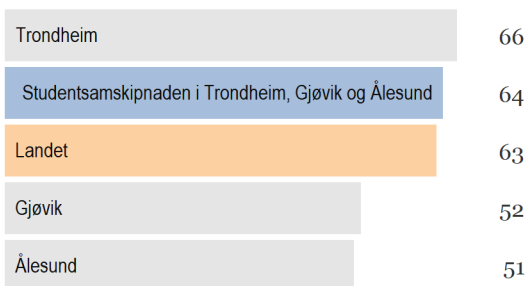 Trondheim 66
Studentsamskipnaden i Trondheim, Gjøvik og Ålesund 64
Landet 63
Gjøvik 52
Ålesund 51